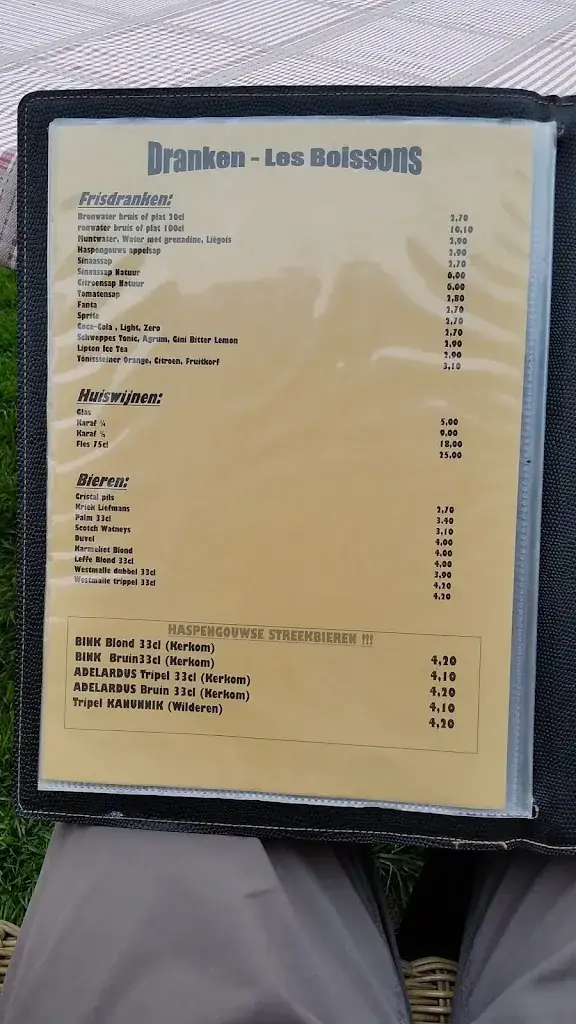 Dranken - Les Boissons
Frisdranken:
Bronwater bruis of plat 20cl 2,70
ronwater bruis of plat 100cl 10,10
Muntwater, Water met grenadine, Liégois 2,90
Haspengouws appelsap 2,90
Sinaassap 2,70
Sinaassap Natuur 6,00
Citroensap Natuur 6,00
Tomatensap 2,80
Fanta 2,70
Sprite 2,70
Coca-Cola , Light, Zero 2,70
Schweppes Tonic, Agrum, Gini Bitter Lemon 2,90
Lipton Ice Tea 2,90
Tönissteiner Orange, Citroen, Fruitkorf 3,10
Huiswijnen:
Glas 5,00
Karaf ¼ 9,00
Karaf ½ 18,00
Fles 75cl 25,00
Bieren:
Cristal pils 2,70
Kriek Liefmans 3,40
Palm 33cl 3,10
Scotch Watneys 4,00
Duvel 4,00
Karmeliet Blond 4,00
Leffe Blond 33cl 3,90
Westmalle dubbel 33cl 4,20
Westmalle trippel 33cl 4,20
HASPENGOUWSE STREEKBIEREN !!!
BINK Blond 33cl (Kerkom) 4,20
BINK Bruin33cl (Kerkom) 4,10
ADELARDUS Tripel 33cl (Kerkom) 4,20
ADELARDUS Bruin 33cl (Kerkom) 4,10
Tripel KANUNNIK (Wilderen) 4,20